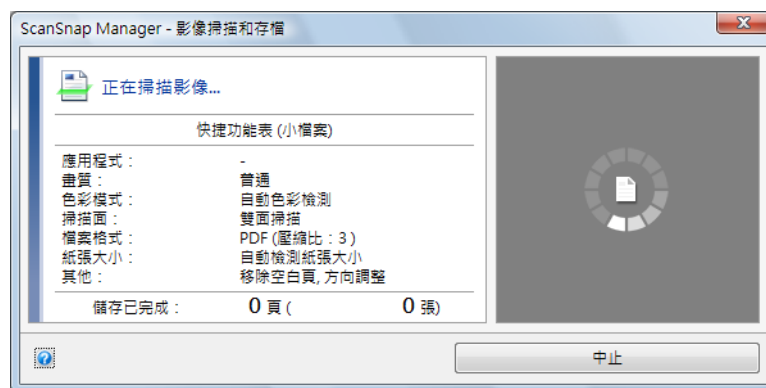 ScanSnap Manager - 影像掃描和存檔
正在掃描影像...
快捷功能表 (小檔案)
應用程式： -
畫質： 普通
色彩模式： 自動色彩檢測
掃描面： 雙面掃描
檔案格式： PDF (壓縮比：3)
紙張大小： 自動檢測紙張大小
其他： 移除空白頁, 方向調整
儲存已完成： 0 頁 ( 0 張)
? 中止